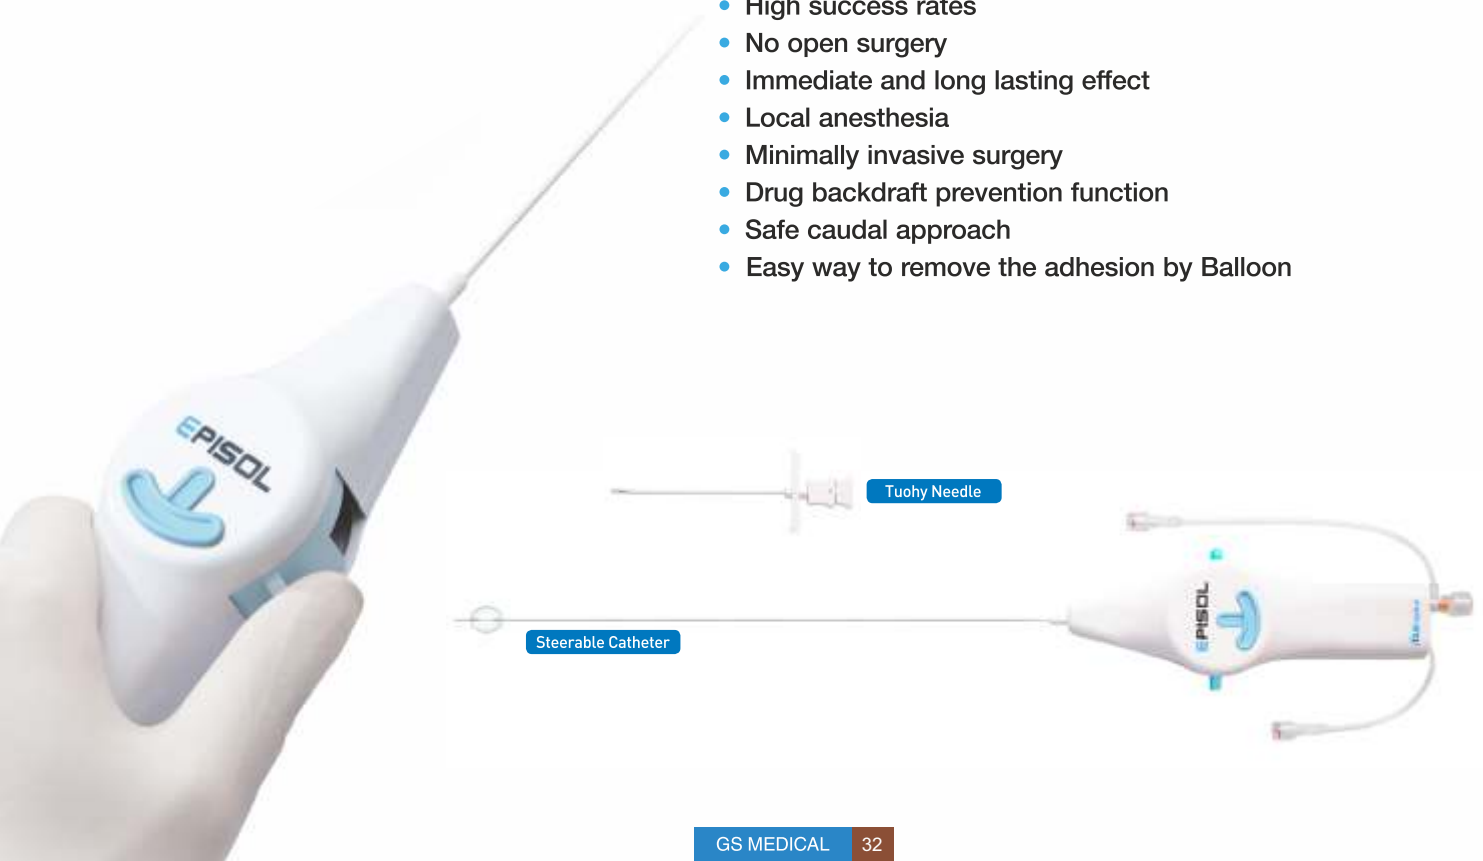 • High success rates
• No open surgery
• Immediate and long lasting effect
• Local anesthesia
• Minimally invasive surgery
• Drug backdraft prevention function
• Safe caudal approach
• Easy way to remove the adhesion by Balloon
EPISOL
Tuohy Needle
Steerable Catheter
EPISOL
GS MEDICAL 32